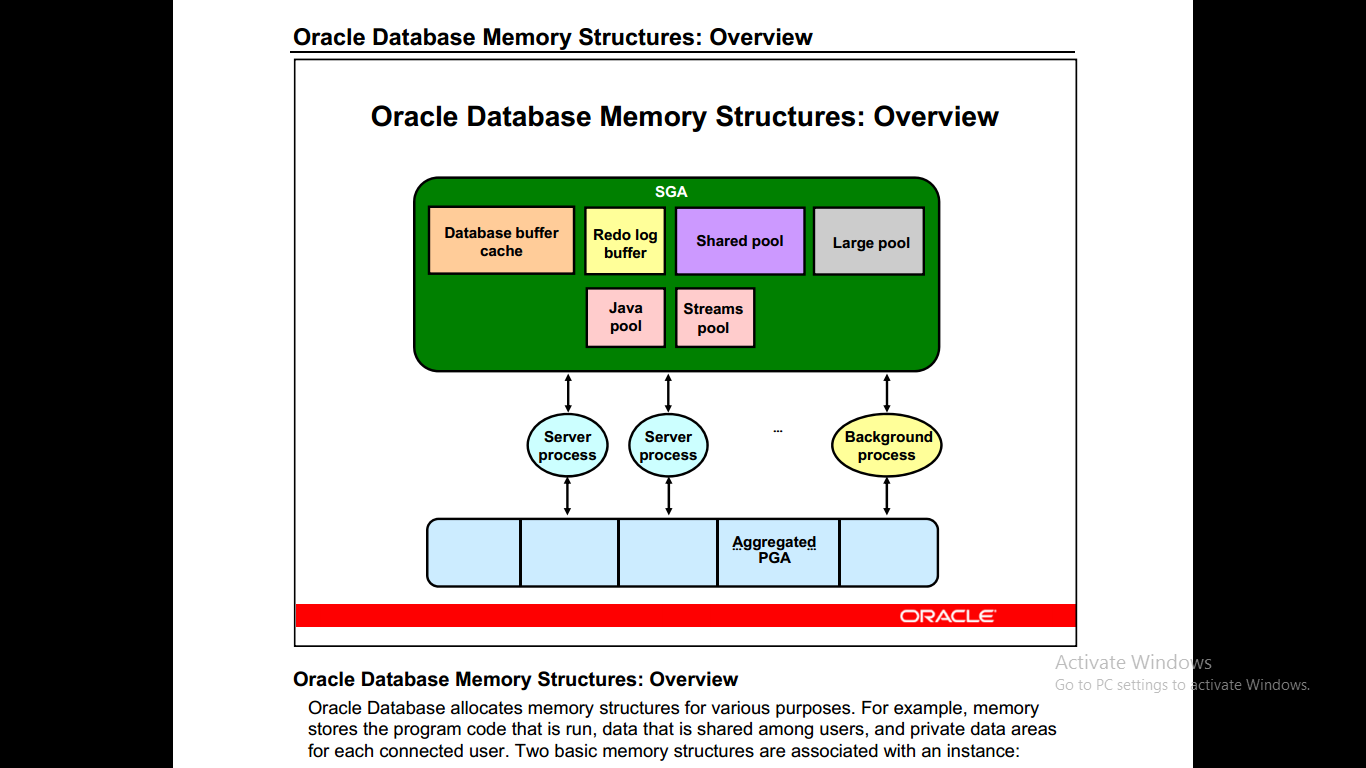 Oracle Database Memory Structures: Overview
Oracle Database Memory Structures: Overview
SGA
Database buffer
cache
Redo log
buffer
Shared pool
Large pool
Java
pool
Streams
pool
Server
process
Server
process
...
Background
process
Aggregated
... ...
PGA
ORACLE
Activate Windows
Go to PC settings to activate Windows.
Oracle Database Memory Structures: Overview
Oracle Database allocates memory structures for various purposes. For example, memory
stores the program code that is run, data that is shared among users, and private data areas
for each connected user. Two basic memory structures are associated with an instance: